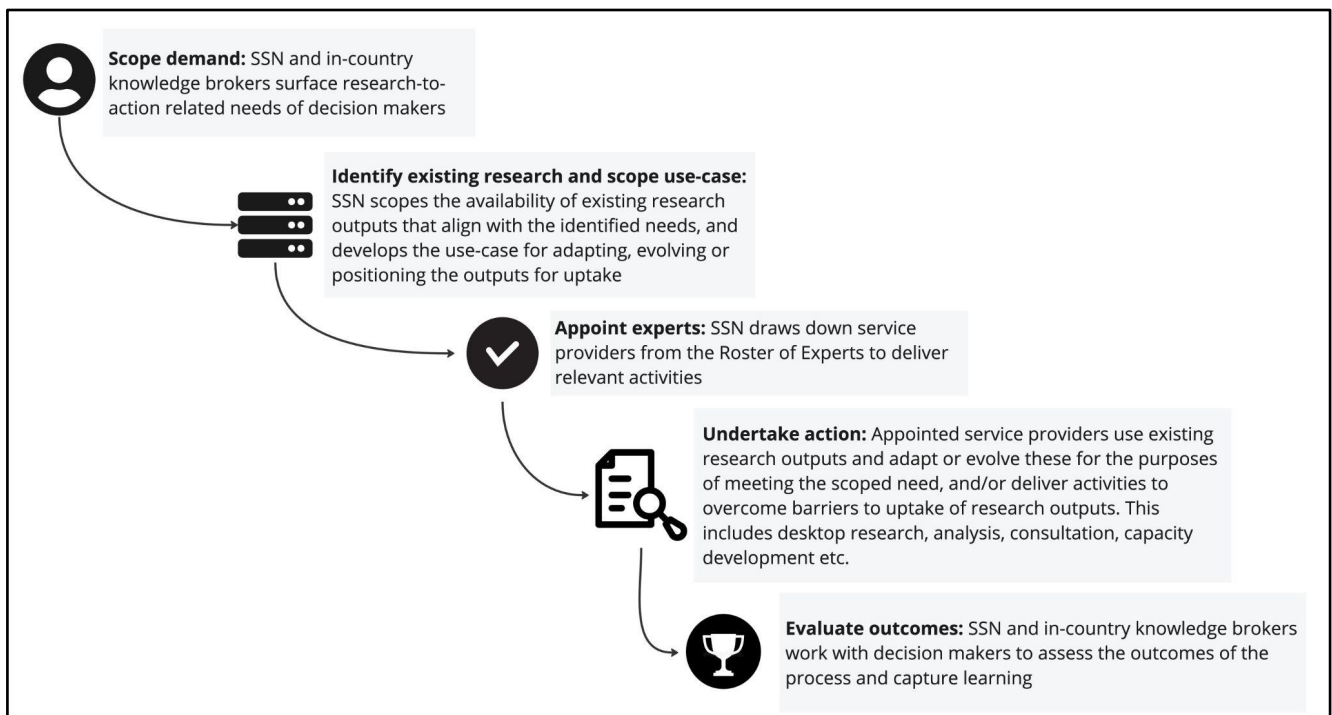 Scope demand: SSN and in-country
knowledge brokers surface research-to-
action related needs of decision makers
Identify existing research and scope use-case:
SSN scopes the availability of existing research
outputs that align with the identified needs, and
develops the use-case for adapting, evolving or
positioning the outputs for uptake
Appoint experts: SSN draws down service
providers from the Roster of Experts to deliver
relevant activities
Undertake action: Appointed service providers use existing
research outputs and adapt or evolve these for the purposes
of meeting the scoped need, and/or deliver activities to
overcome barriers to uptake of research outputs. This
includes desktop research, analysis, consultation, capacity
development etc.
Evaluate outcomes: SSN and in-country knowledge brokers
work with decision makers to assess the outcomes of the
process and capture learning